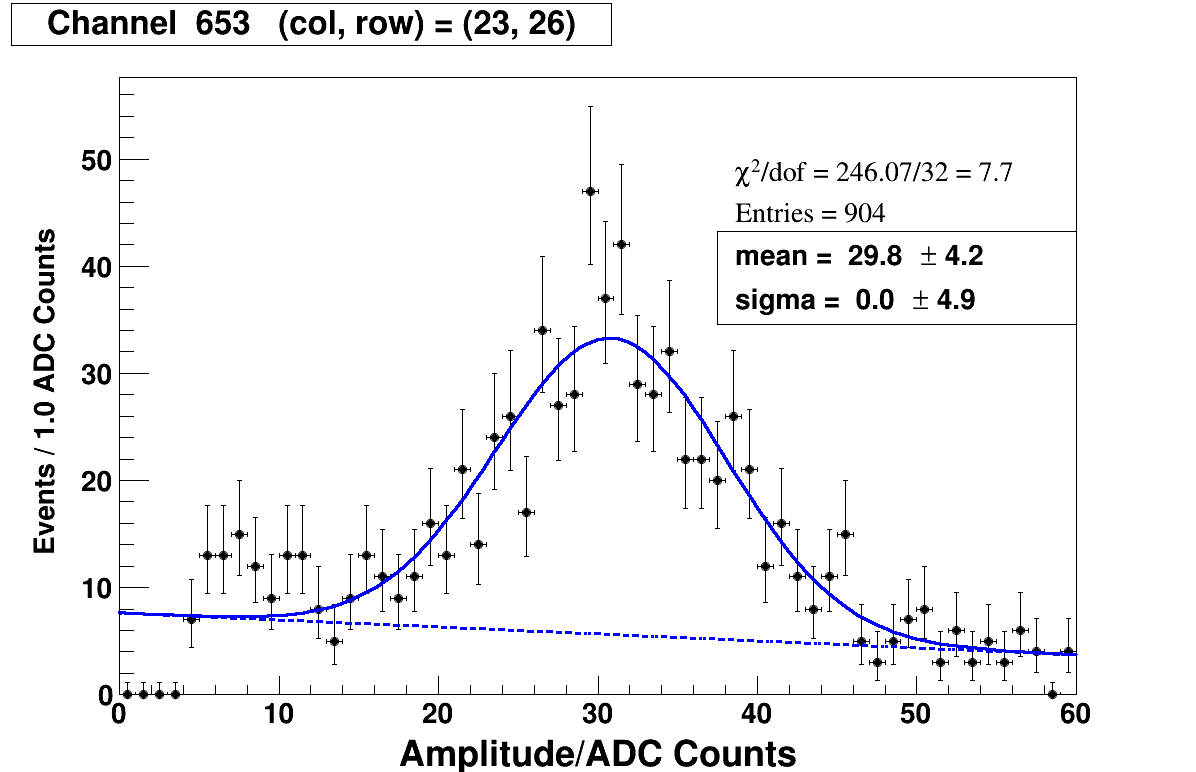 Channel 653 (col, row) = (23, 26)
χ²/dof = 246.07/32 = 7.7
Entries = 904
mean = 29.8 ± 4.2
sigma = 0.0 ± 4.9
Events / 1.0 ADC Counts
50
40
30
20
10
0
0 10 20 30 40 50 60
Amplitude/ADC Counts